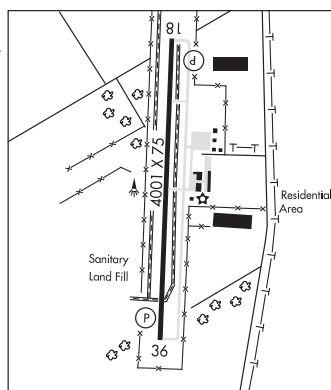 18
P
4001 X 75
Residential
Area
Sanitary
Land Fill
P
36